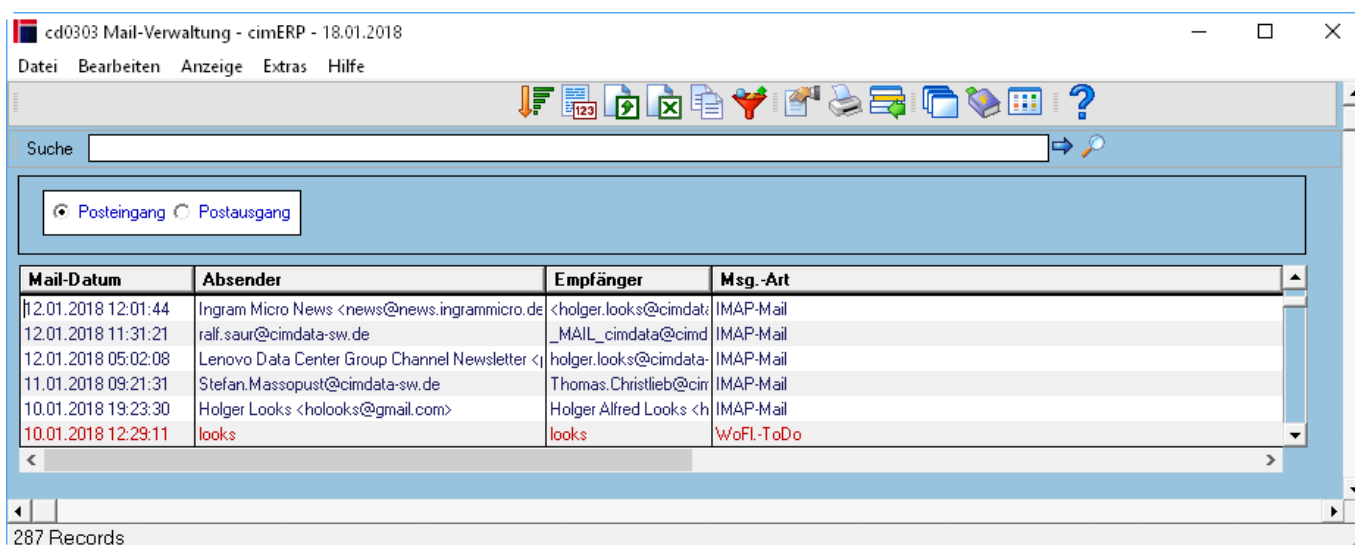 cd0303 Mail-Verwaltung - cimERP - 18.01.2018
Datei Bearbeiten Anzeige Extras Hilfe
123
Suche
Posteingang Postausgang
Mail-Datum Absender Empfänger Msg.-Art
12.01.2018 12:01:44 Ingram Micro News <news@news.ingrammicro.de <holger.looks@cimdata IMAP-Mail
12.01.2018 11:31:21 ralf.saur@cimdata-sw.de _MAIL_cimdata@cimd IMAP-Mail
12.01.2018 05:02:08 Lenovo Data Center Group Channel Newsletter < holger.looks@cimdata- IMAP-Mail
11.01.2018 09:21:31 Stefan.Massopust@cimdata-sw.de Thomas.Christlieb@cim IMAP-Mail
10.01.2018 19:23:30 Holger Looks <holooks@gmail.com> Holger Alfred Looks <h IMAP-Mail
10.01.2018 12:29:11 looks looks WoFl.-ToDo
287 Records